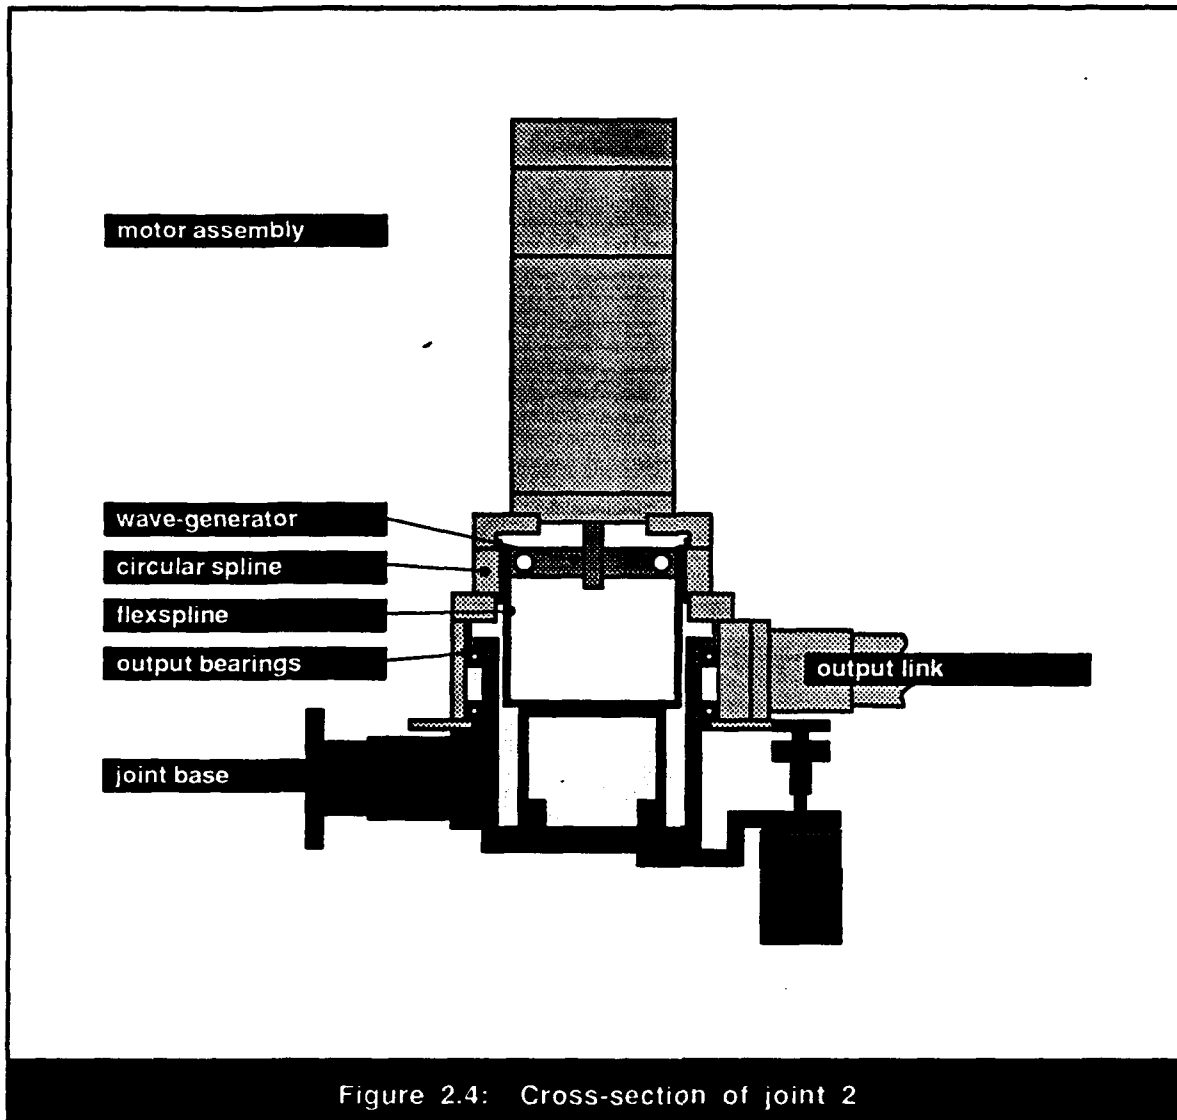 motor assembly
wave-generator
circular spline
flexspline
output bearings
output link
joint base
Figure 2.4: Cross-section of joint 2